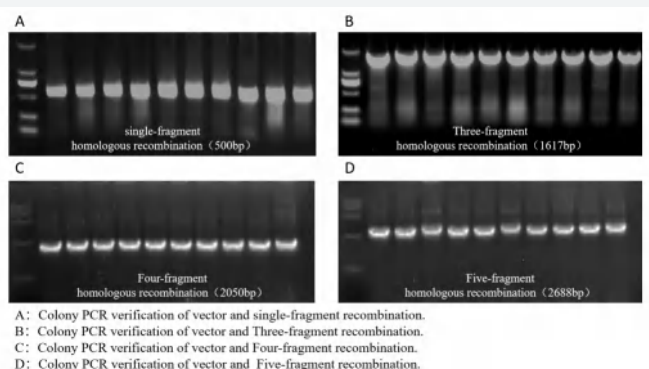 A
B
single-fragment
homologous recombination（500bp）
Three-fragment
homologous recombination（1617bp）
C
D
Four-fragment
homologous recombination（2050bp）
Five-fragment
homologous recombination（2688bp）
A：Colony PCR verification of vector and single-fragment recombination.
B：Colony PCR verification of vector and Three-fragment recombination.
C：Colony PCR verification of vector and Four-fragment recombination.
D：Colony PCR verification of vector and Five-fragment recombination.